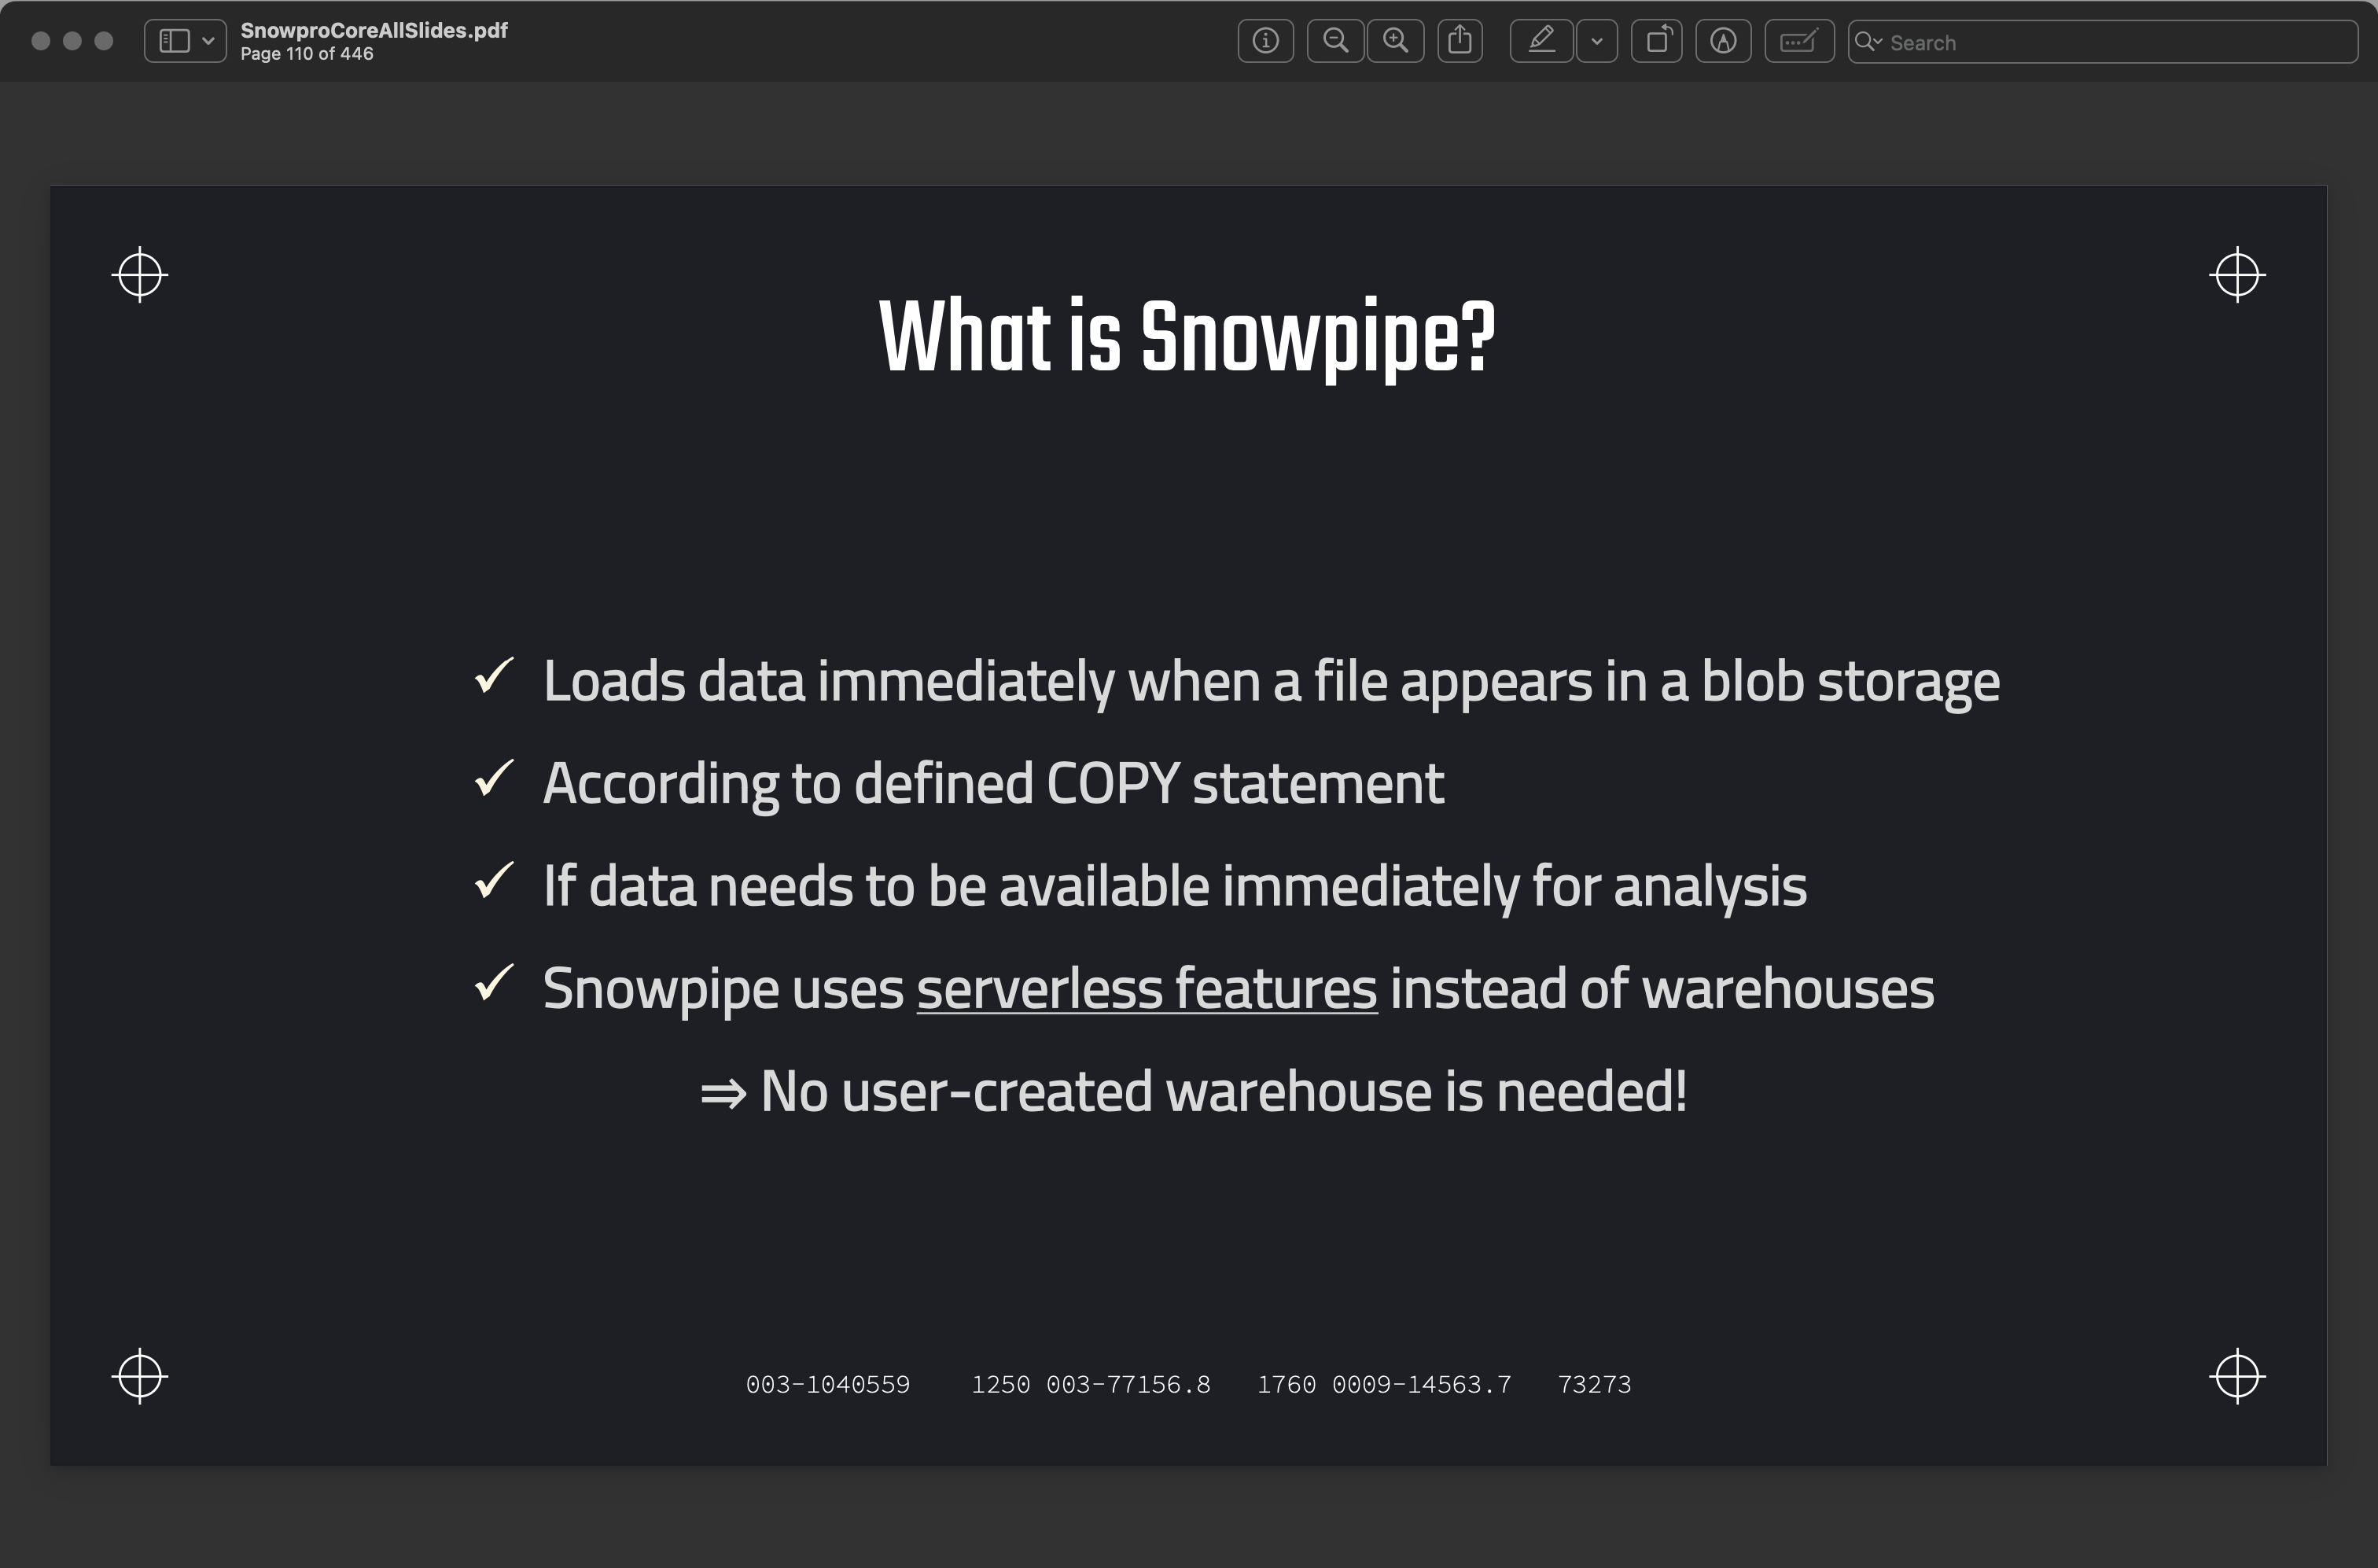 SnowproCoreAllSlides.pdf
Page 110 of 446
Search
What is Snowpipe?
✓ Loads data immediately when a file appears in a blob storage
✓ According to defined COPY statement
✓ If data needs to be available immediately for analysis
✓ Snowpipe uses serverless features instead of warehouses
⇒ No user-created warehouse is needed!
003-1040559 1250 003-77156.8 1760 0009-14563.7 73273